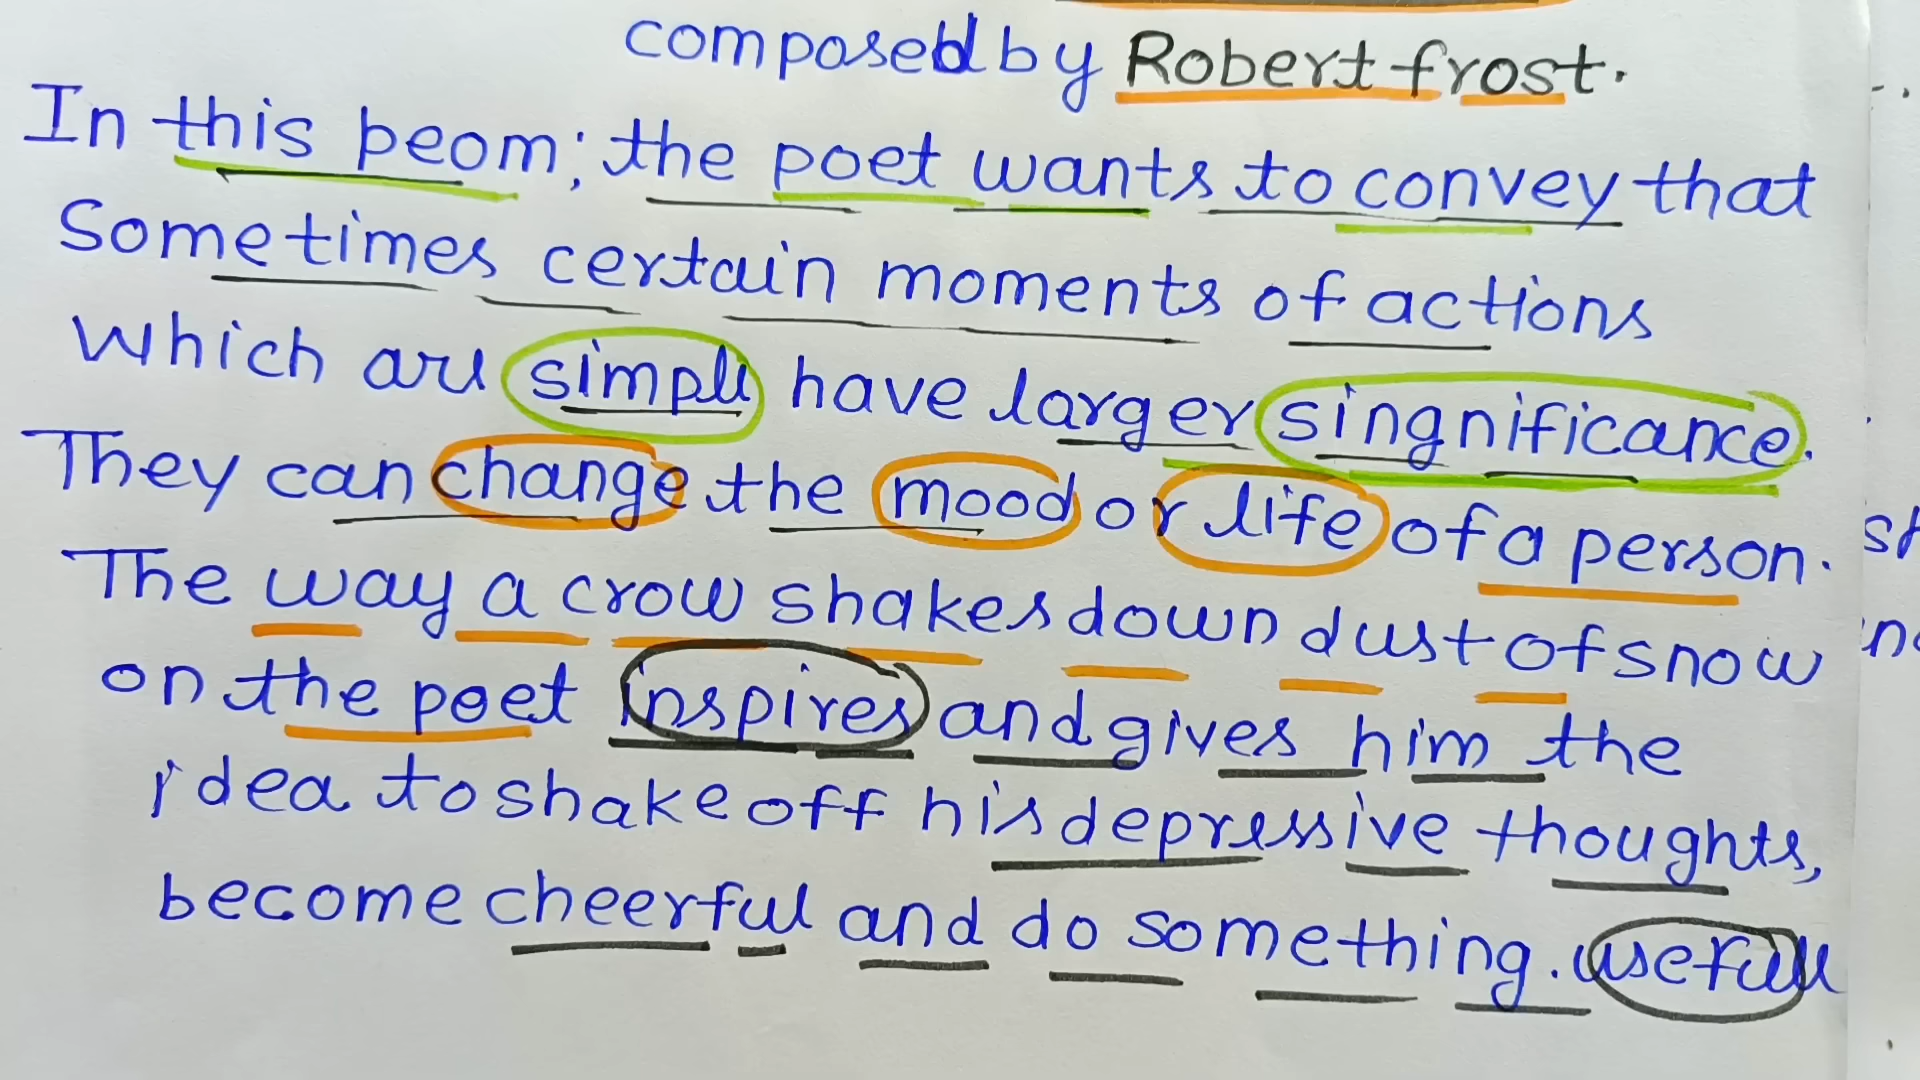 composed by Robert frost.
In this beom; the poet wants to convey that
Sometimes certain moments of actions
which are simple have larger singnificance.
They can change the mood or life of a person.
The way a crow shakes down dust of snow
on the poet inspires and gives him the
idea to shake off his depressive thoughts,
become cheerful and do something. usefull